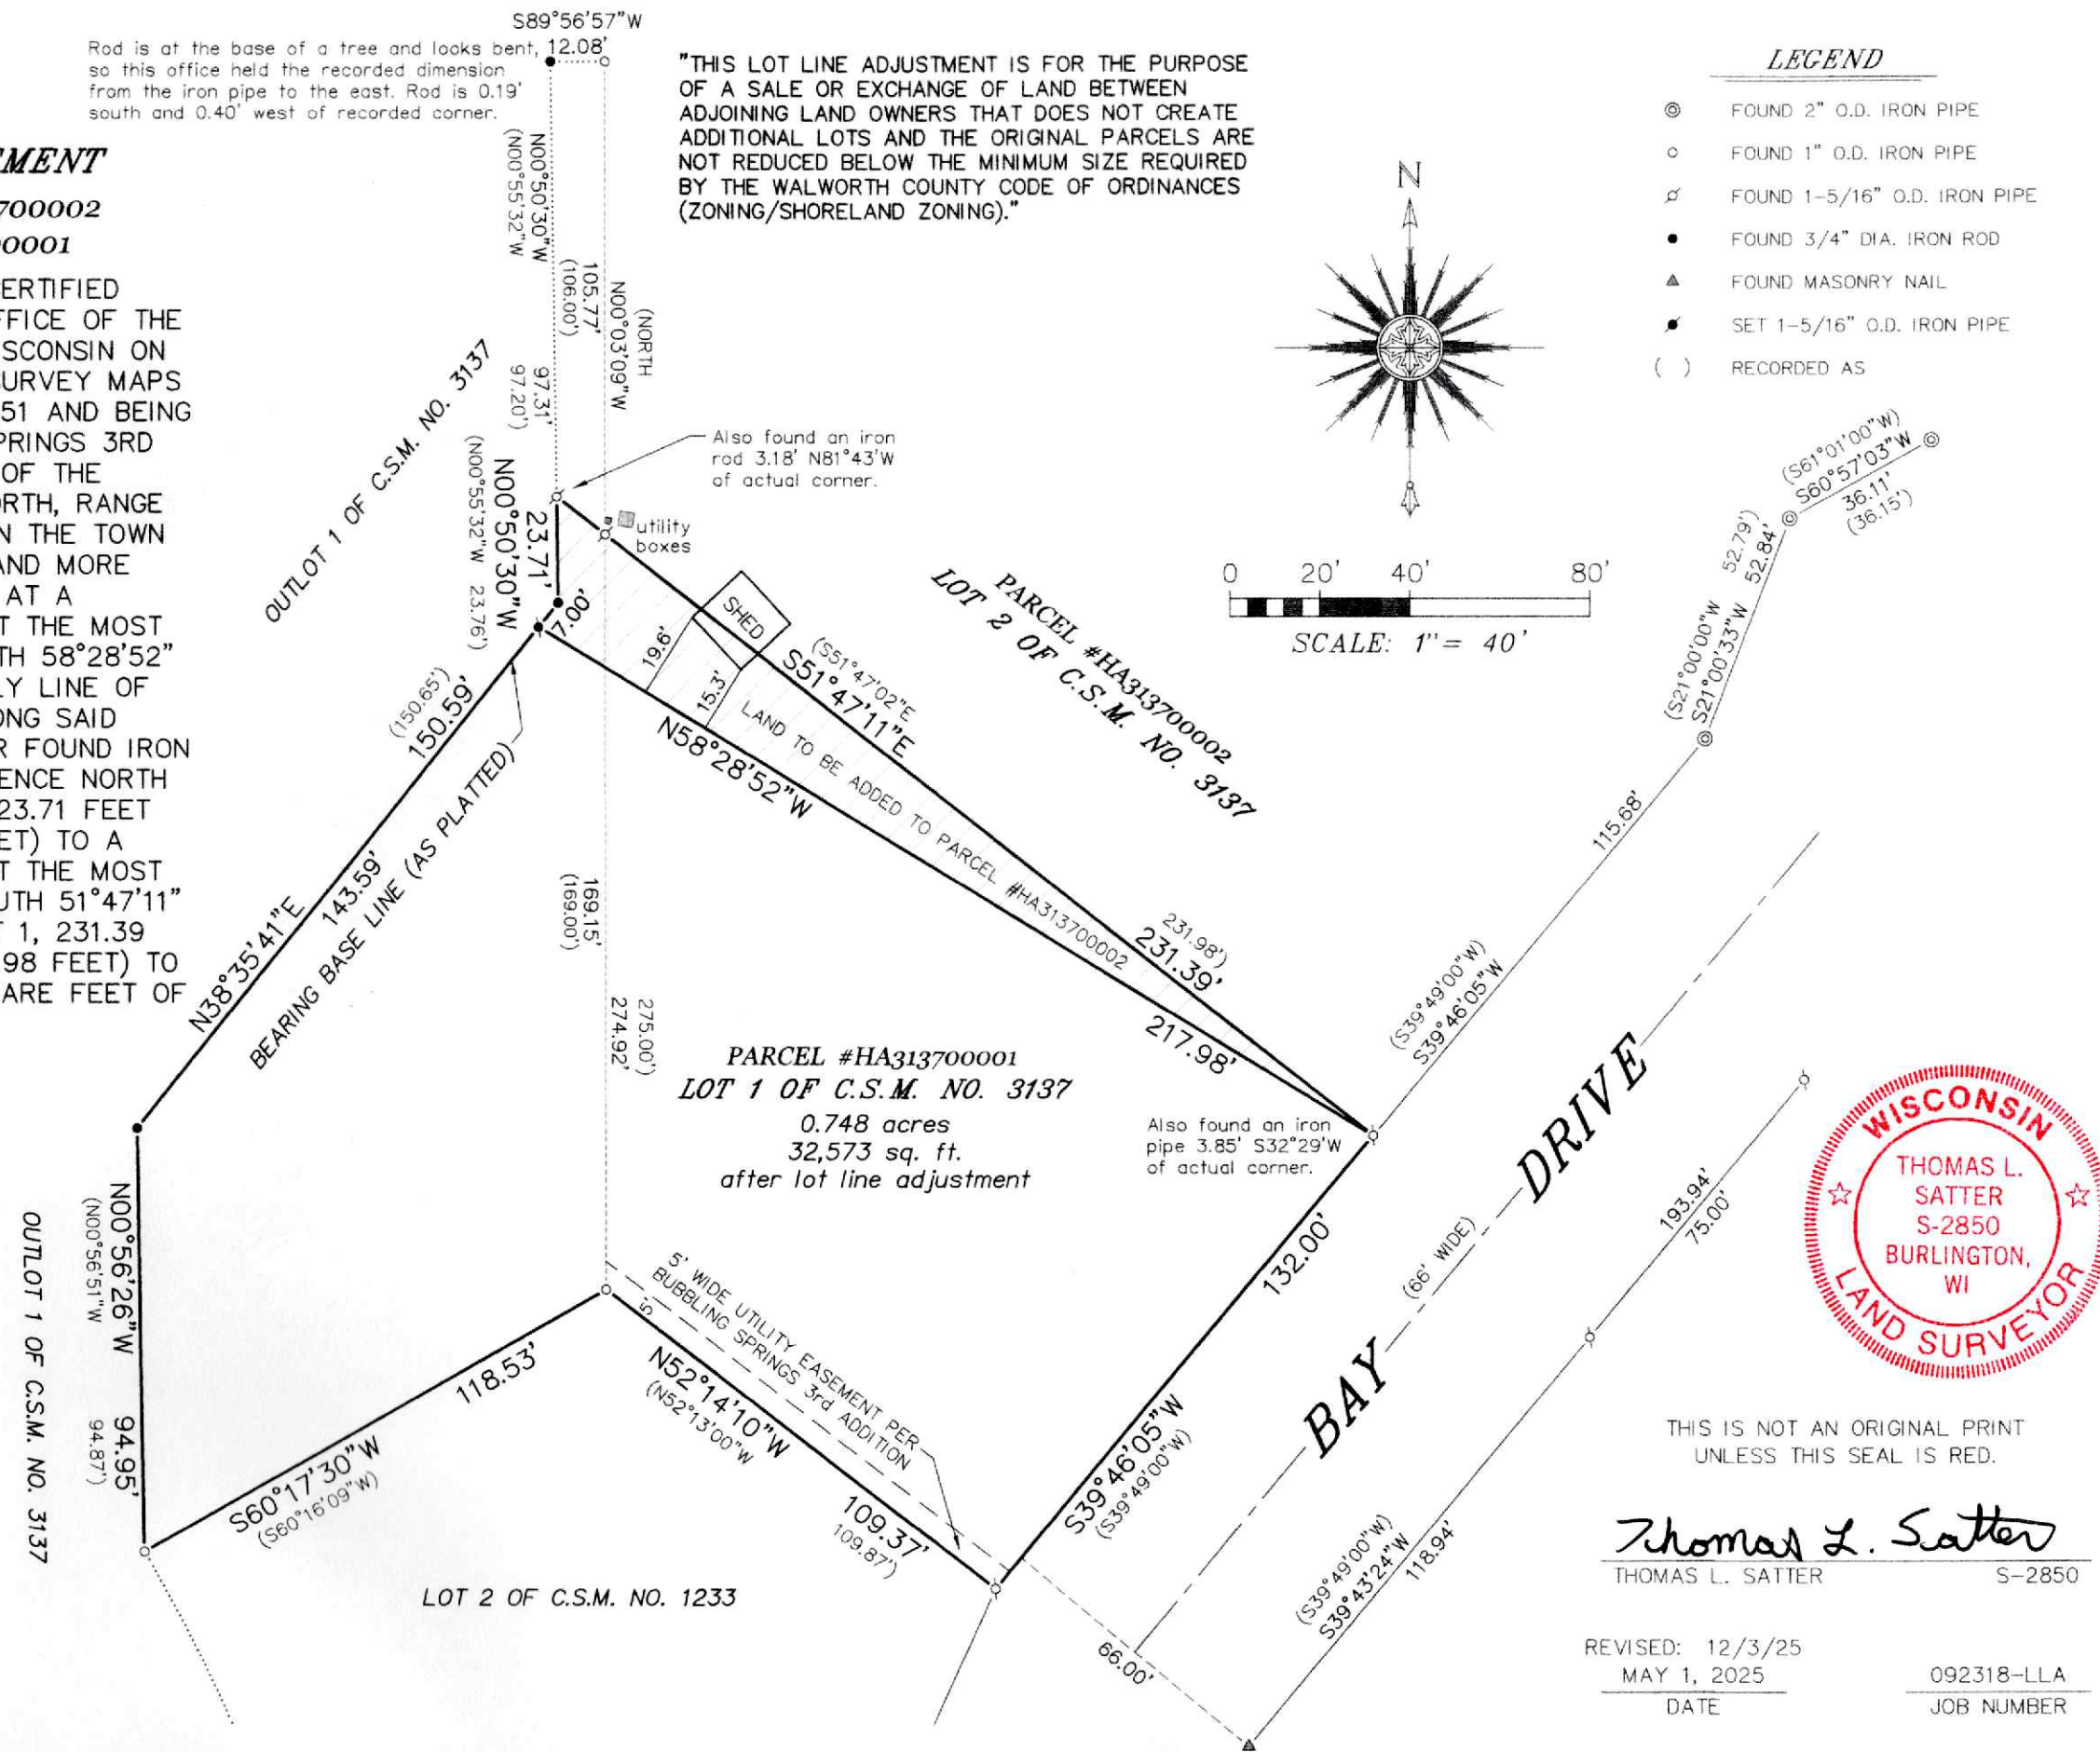 S89°56'57"W
12.08'
Rod is at the base of a tree and looks bent,
so this office held the recorded dimension
from the iron pipe to the east. Rod is 0.19'
south and 0.40' west of recorded corner.
"THIS LOT LINE ADJUSTMENT IS FOR THE PURPOSE
OF A SALE OR EXCHANGE OF LAND BETWEEN
ADJOINING LAND OWNERS THAT DOES NOT CREATE
ADDITIONAL LOTS AND THE ORIGINAL PARCELS ARE
NOT REDUCED BELOW THE MINIMUM SIZE REQUIRED
BY THE WALWORTH COUNTY CODE OF ORDINANCES
(ZONING/SHORELAND ZONING)."
LEGEND
FOUND 2" O.D. IRON PIPE
FOUND 1" O.D. IRON PIPE
FOUND 1-5/16" O.D. IRON PIPE
FOUND 3/4" DIA. IRON ROD
FOUND MASONRY NAIL
SET 1-5/16" O.D. IRON PIPE
( ) RECORDED AS
EMENT
700002
00001
ERTIFIED
FFICE OF THE
ISCONSIN ON
SURVEY MAPS
51 AND BEING
PRINGS 3RD
OF THE
ORTH, RANGE
N THE TOWN
AND MORE
AT A
T THE MOST
TH 58°28'52"
LY LINE OF
ONG SAID
R FOUND IRON
ENCE NORTH
23.71 FEET
ET) TO A
T THE MOST
UTH 51°47'11"
T 1, 231.39
98 FEET) TO
ARE FEET OF
N00°50'30"W
(N00°55'32"W
97.31'
97.20')
105.77'
(106.00')
(NORTH
N00°03'09"W
N
0 20' 40' 80'
SCALE: 1"= 40'
OUTLOT 1 OF C.S.M. NO. 3137
Also found an iron
rod 3.18' N81°43'W
of actual corner.
utility
boxes
23.71'
N00°50'30"W
(N00°55'32"W 23.76')
7.00'
SHED
19.6'
15.3'
(S51°47'02"E
S51°47'11"E
231.98')
231.39'
N58°28'52"W
217.98'
LAND TO BE ADDED TO PARCEL #HA313700002
PARCEL #HA313700002
LOT 2 OF C.S.M. NO. 3137
(S61°01'00"W)
S60°57'03"W
36.11'
(36.15')
52.79')
52.84'
(S21°00'00"W
S21°00'33"W
115.68'
(S39°49'00"W)
S39°46'05"W
(150.65')
150.59'
143.59'
N38°35'41"E
BEARING BASE LINE (AS PLATTED)
169.15'
(169.00')
275.00')
274.92'
PARCEL #HA313700001
LOT 1 OF C.S.M. NO. 3137
0.748 acres
32,573 sq. ft.
after lot line adjustment
Also found an iron
pipe 3.85' S32°29'W
of actual corner.
132.00'
S39°46'05"W
(S39°49'00"W)
BAY DRIVE
(66' WIDE)
193.94'
75.00'
118.94'
(S39°49'00"W)
S39°43'24"W
66.00'
N00°56'26"W 94.95'
(N00°56'51"W 94.87')
OUTLOT 1 OF C.S.M. NO. 3137
118.53'
S60°17'30"W
(S60°16'09"W)
5'
5' WIDE UTILITY EASEMENT PER
BUBBLING SPRINGS 3rd ADDITION
N52°14'10"W
(N52°13'00"W
109.37'
109.87')
LOT 2 OF C.S.M. NO. 1233
WISCONSIN
THOMAS L.
SATTER
S-2850
BURLINGTON,
WI
LAND SURVEYOR
THIS IS NOT AN ORIGINAL PRINT
UNLESS THIS SEAL IS RED.
Thomas L. Satter
THOMAS L. SATTER S-2850
REVISED: 12/3/25
MAY 1, 2025 092318-LLA
DATE JOB NUMBER